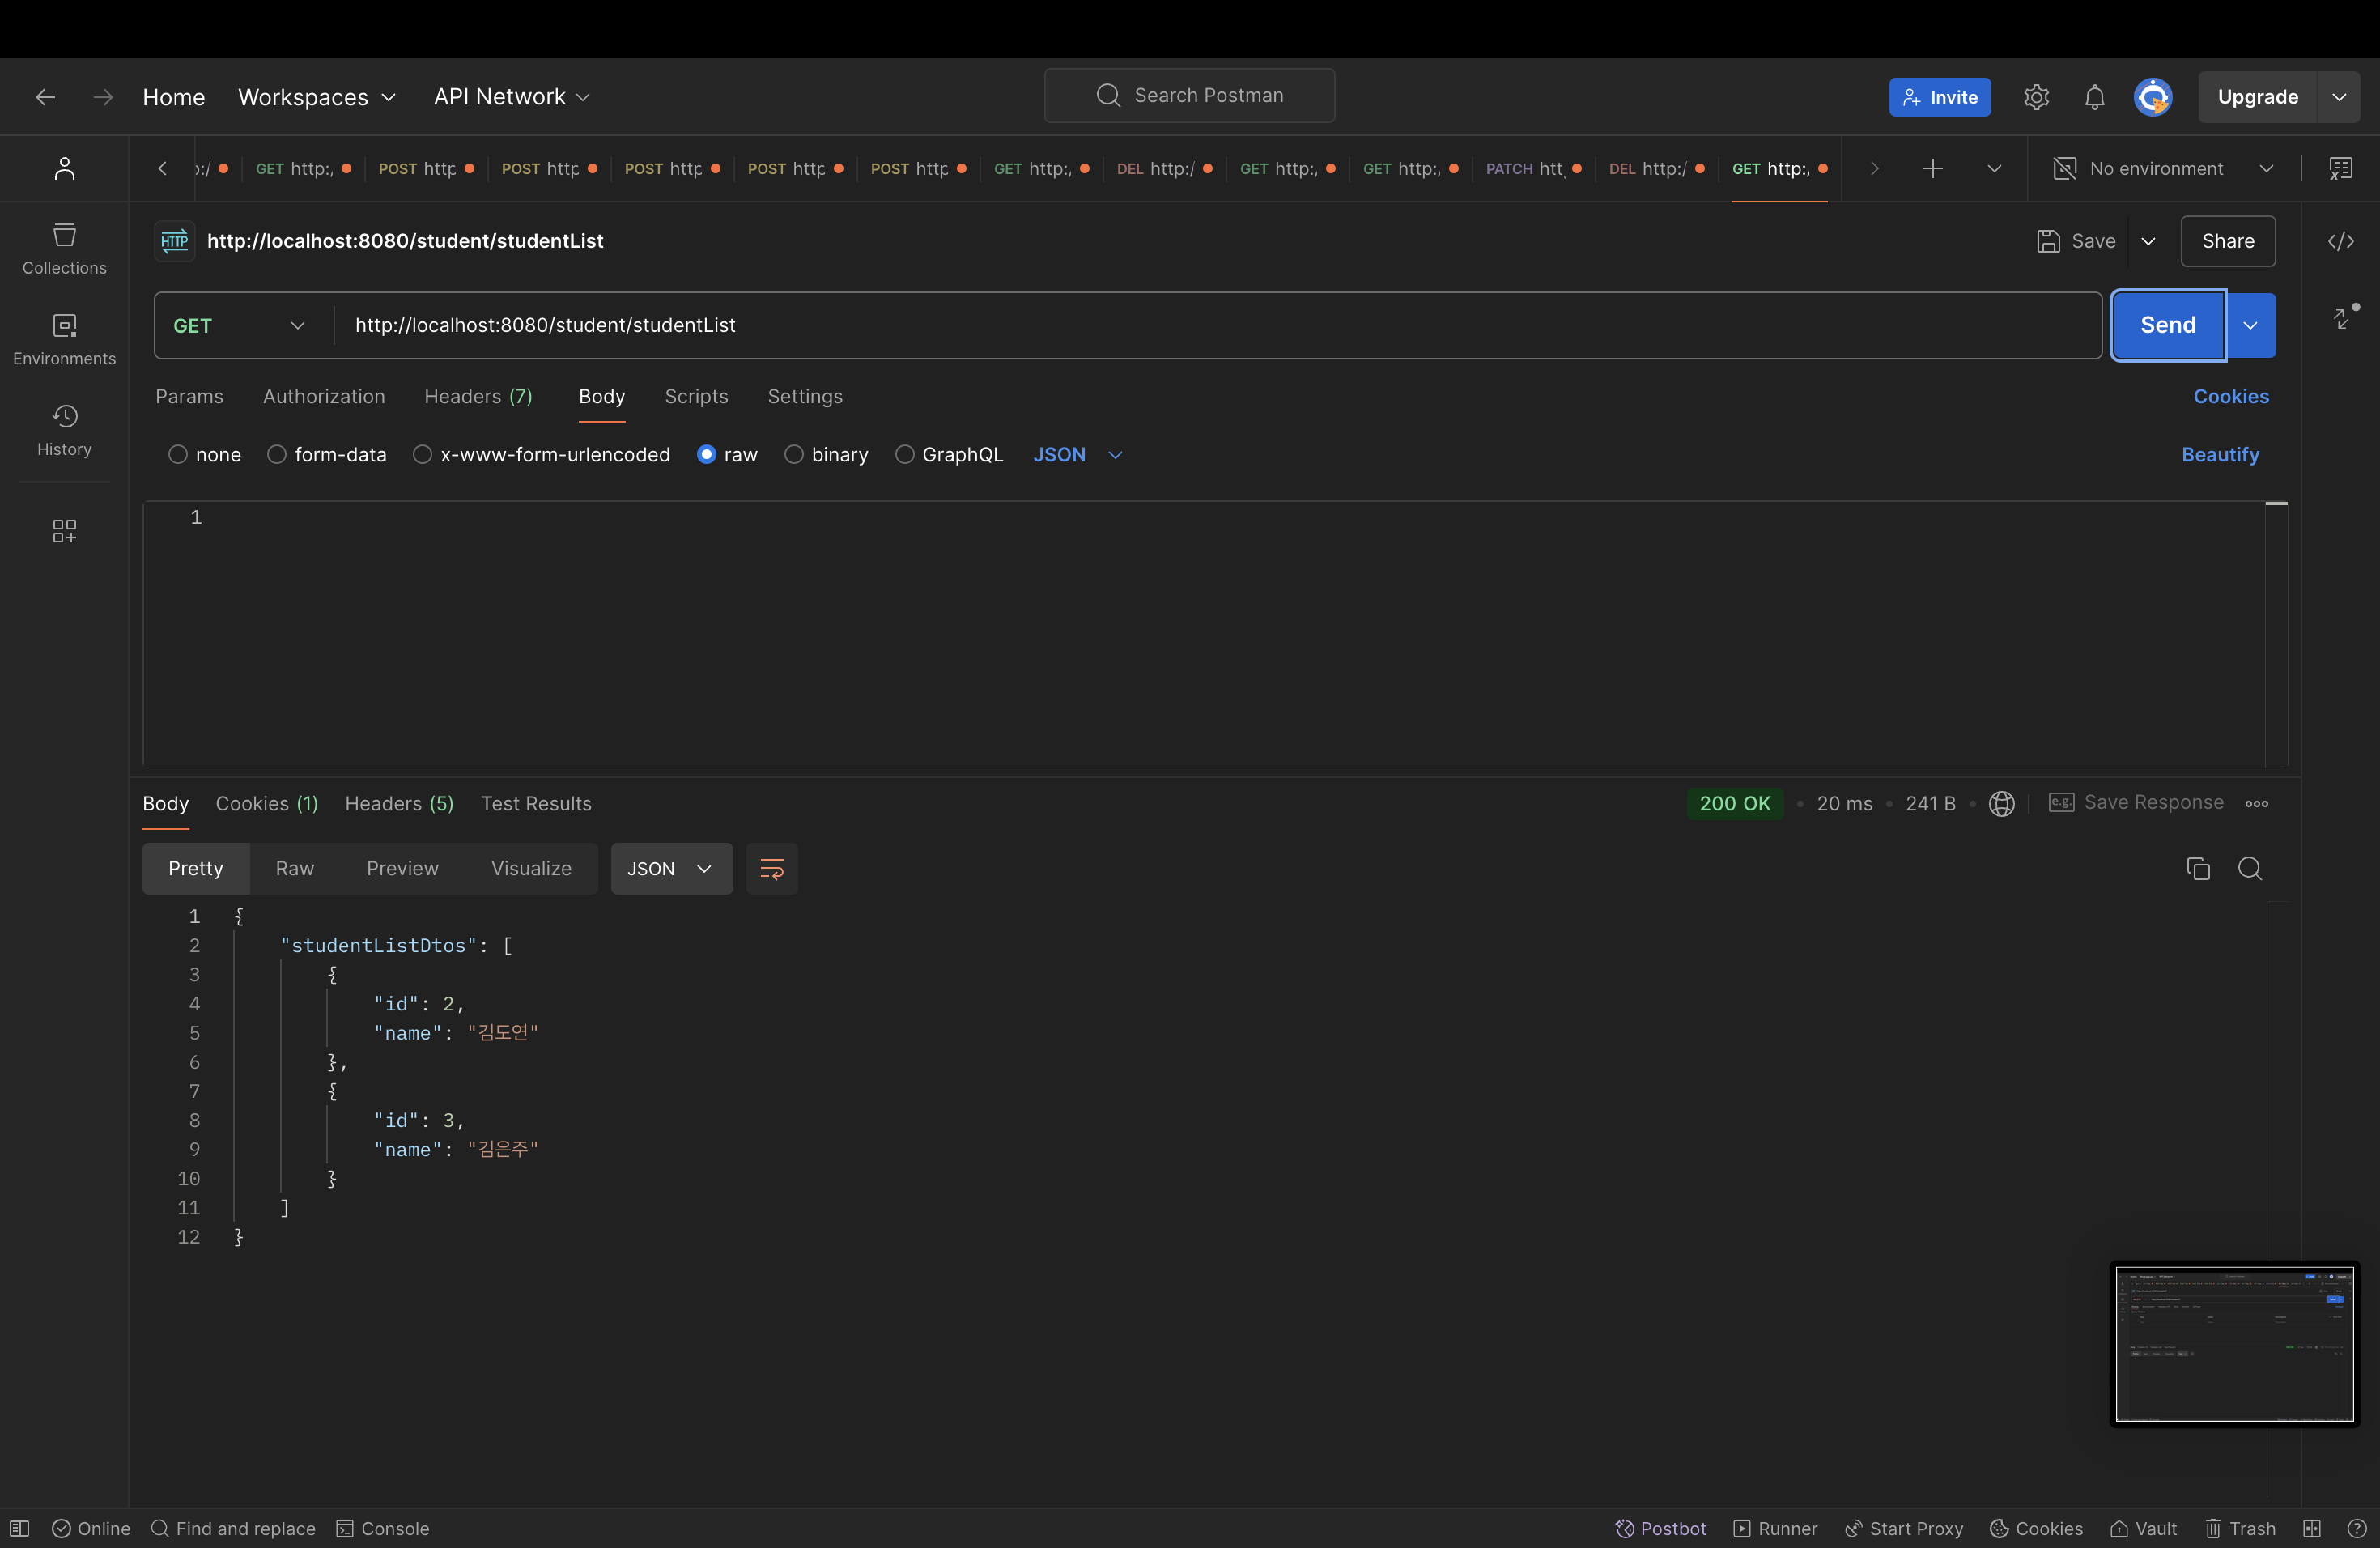 Home Workspaces API Network Search Postman Invite Upgrade
GET http:, POST http POST http POST http POST http POST http GET http:, DEL http:/ GET http:, GET http:, PATCH htt DEL http:/ GET http:, No environment
HTTP http://localhost:8080/student/studentList Save Share
Collections
GET http://localhost:8080/student/studentList Send
Environments
Params Authorization Headers (7) Body Scripts Settings Cookies
History
none form-data x-www-form-urlencoded raw binary GraphQL JSON Beautify
1
Body Cookies (1) Headers (5) Test Results 200 OK 20 ms 241 B e.g. Save Response
Pretty Raw Preview Visualize JSON
1 {
2 "studentListDtos": [
3 {
4 "id": 2,
5 "name": "김도연"
6 },
7 {
8 "id": 3,
9 "name": "김은주"
10 }
11 ]
12 }
Online Find and replace Console Postbot Runner Start Proxy Cookies Vault Trash